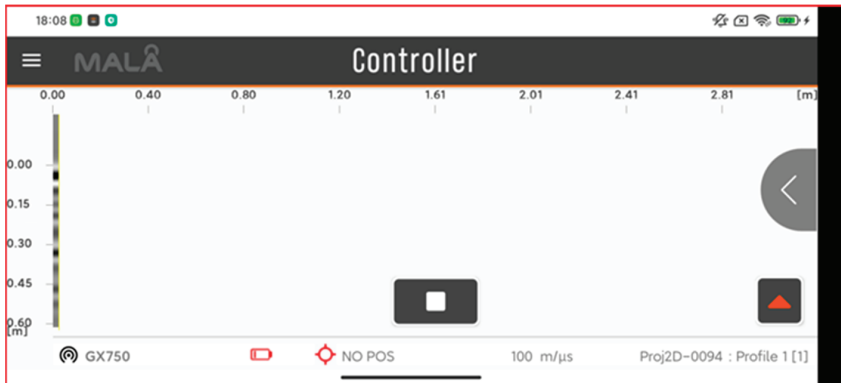 18:08
MALÅ Controller
0.00 0.40 0.80 1.20 1.61 2.01 2.41 2.81 [m]
0.00
0.15
0.30
0.45
0.60
[m]
GX750 NO POS 100 m/µs Proj2D-0094 : Profile 1 [1]